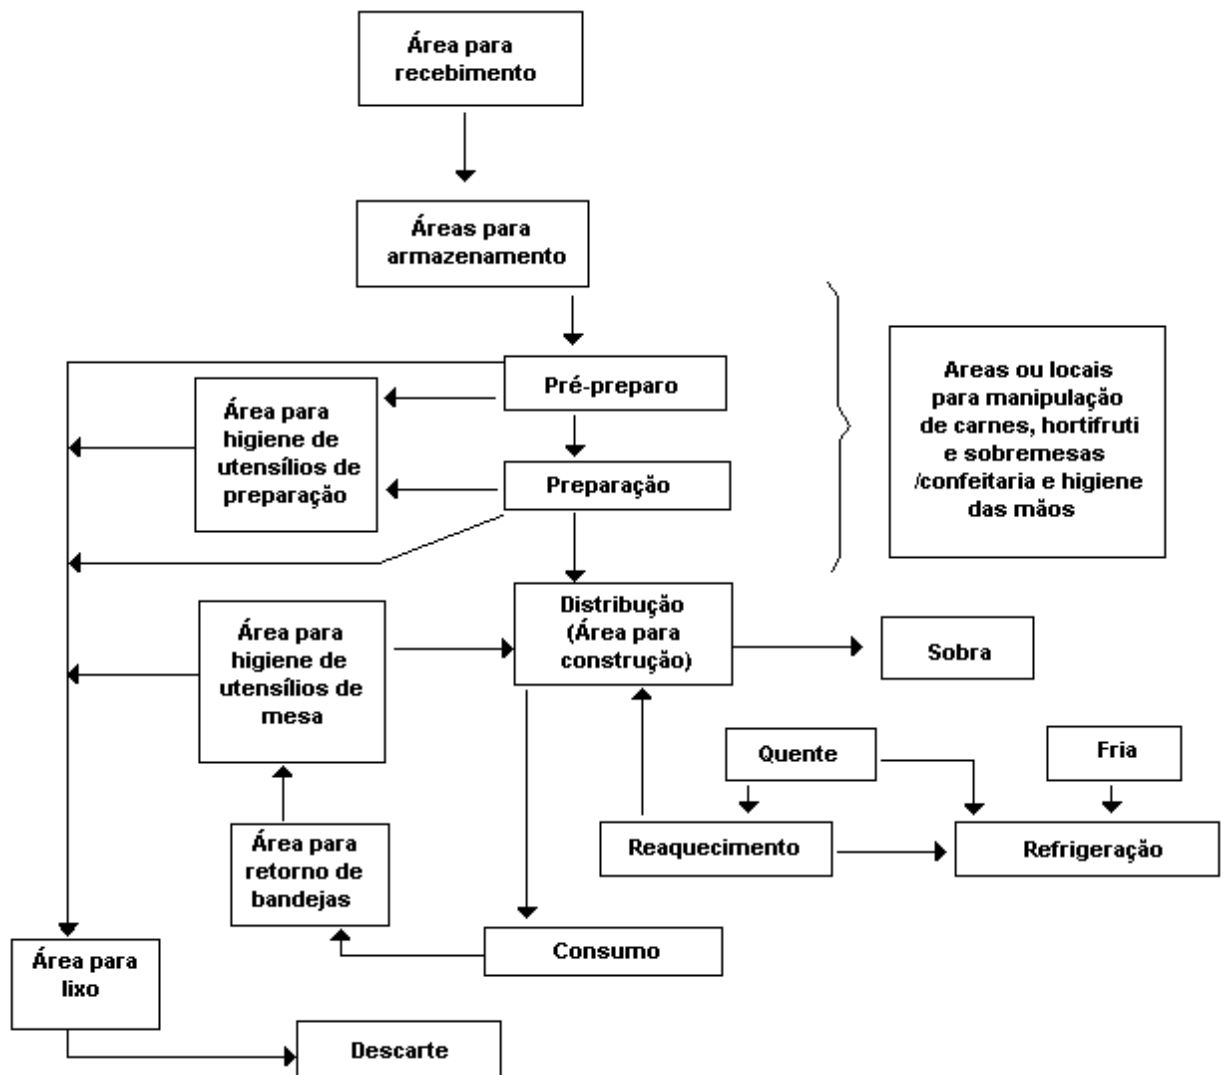 Área para
recebimento
Áreas para
armazenamento
Pré-preparo
Área para
higiene de
utensílios de
preparação
Preparação
Areas ou locais
para manipulação
de carnes, hortifruti
e sobremesas
/confeitaria e higiene
das mãos
Distribução
(Área para
construção)
Sobra
Área para
higiene de
utensílios de
mesa
Quente
Fria
Reaquecimento
Refrigeração
Área para
retorno de
bandejas
Consumo
Área para
lixo
Descarte